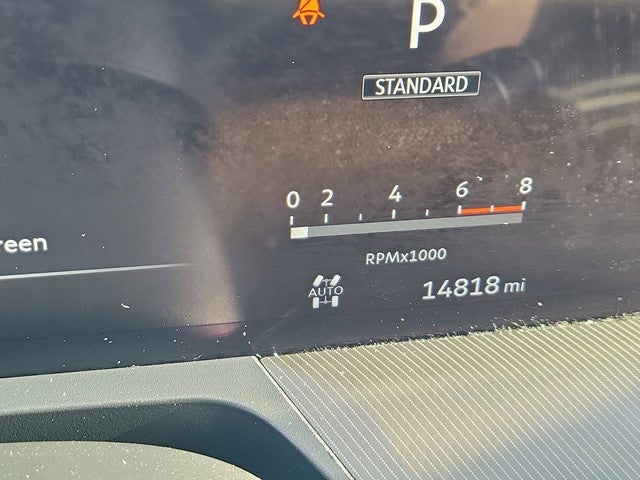 P
STANDARD
0 2 4 6 8
reen
RPMx1000
AUTO
14818 mi